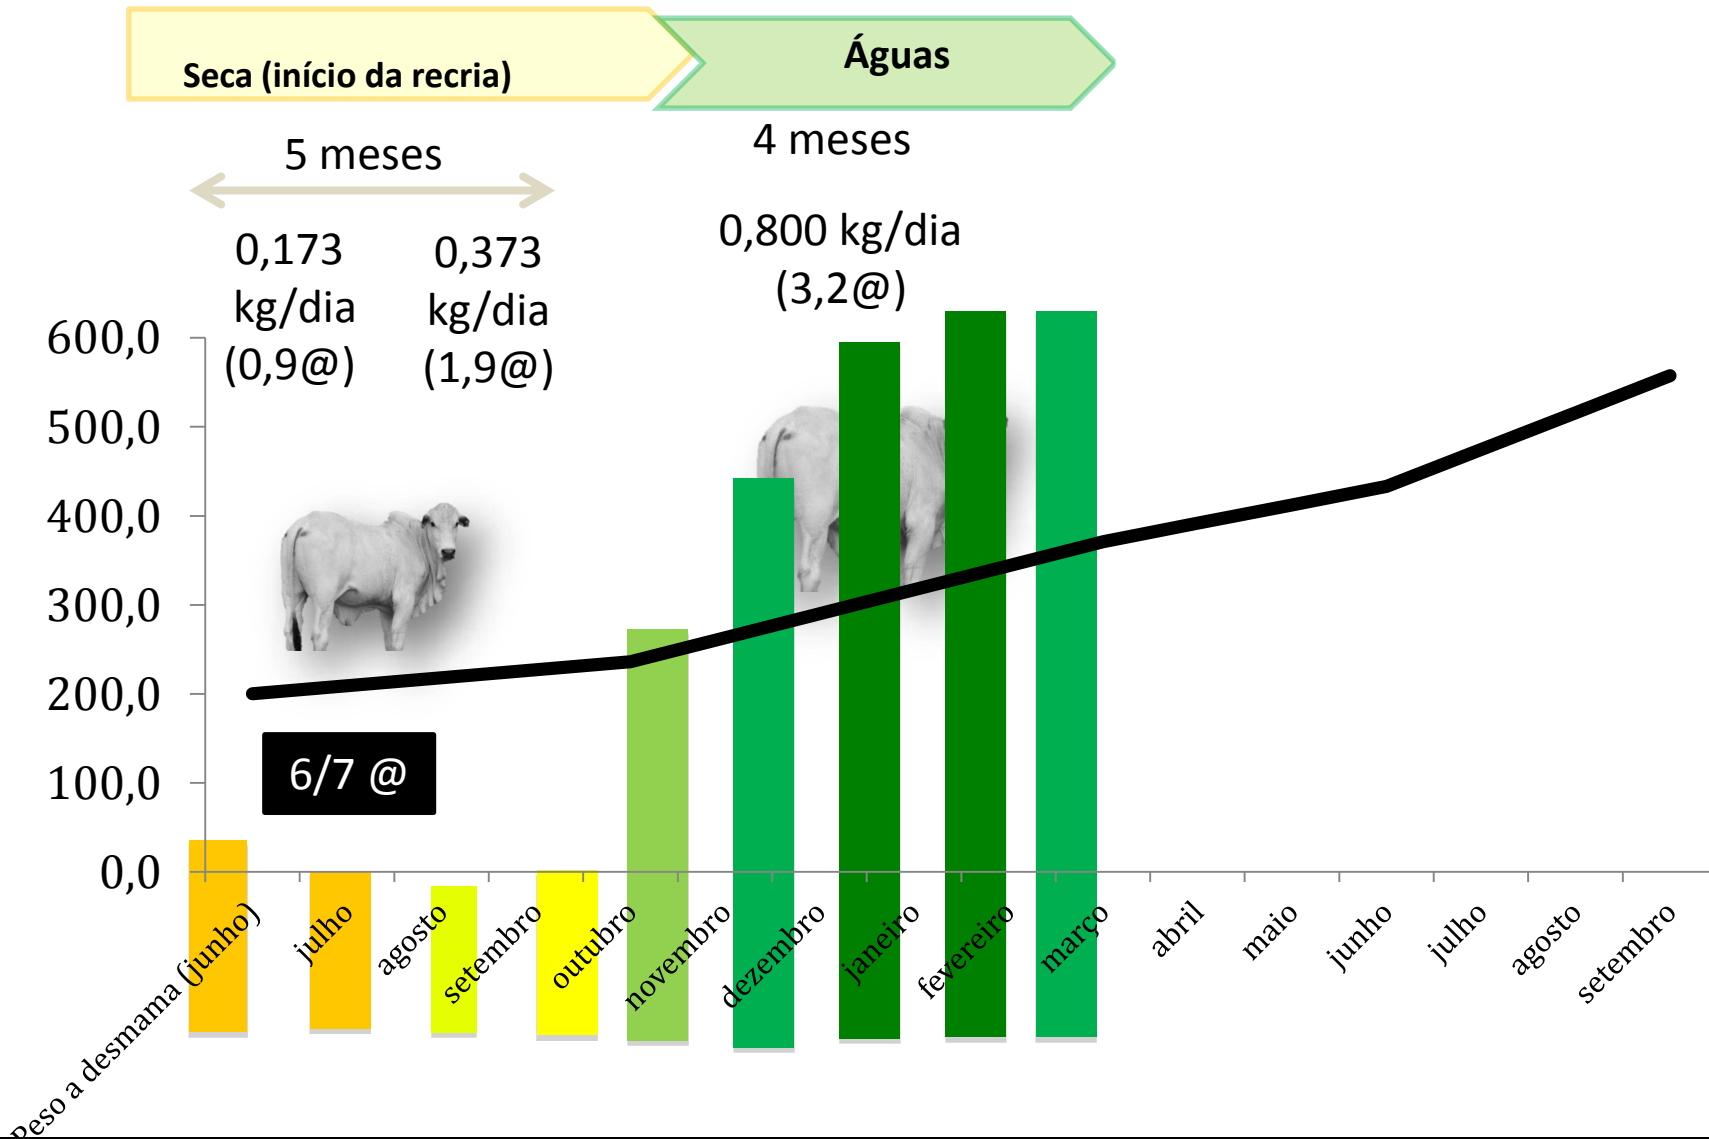 Seca (início da recria)
Águas
5 meses
4 meses
0,173
kg/dia
(0,9@)
0,373
kg/dia
(1,9@)
0,800 kg/dia
(3,2@)
600,0
500,0
400,0
300,0
200,0
100,0
0,0
6/7 @
Peso a desmama (junho)
julho
agosto
setembro
outubro
novembro
dezembro
janeiro
fevereiro
março
abril
maio
junho
julho
agosto
setembro